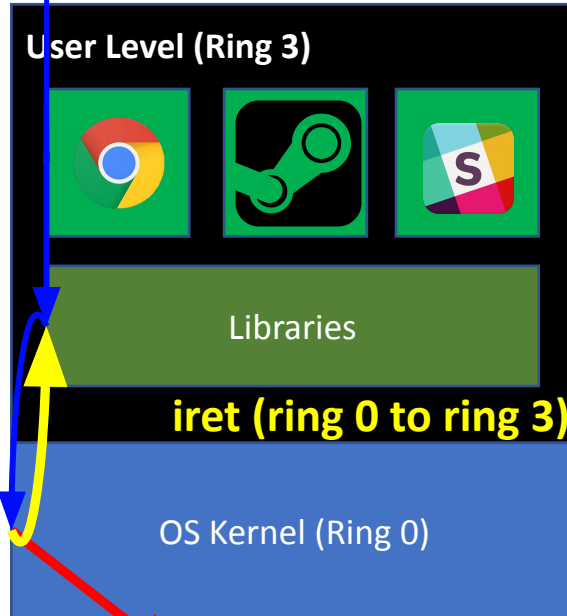 User Level (Ring 3)
S
Libraries
iret (ring 0 to ring 3)
OS Kernel (Ring 0)